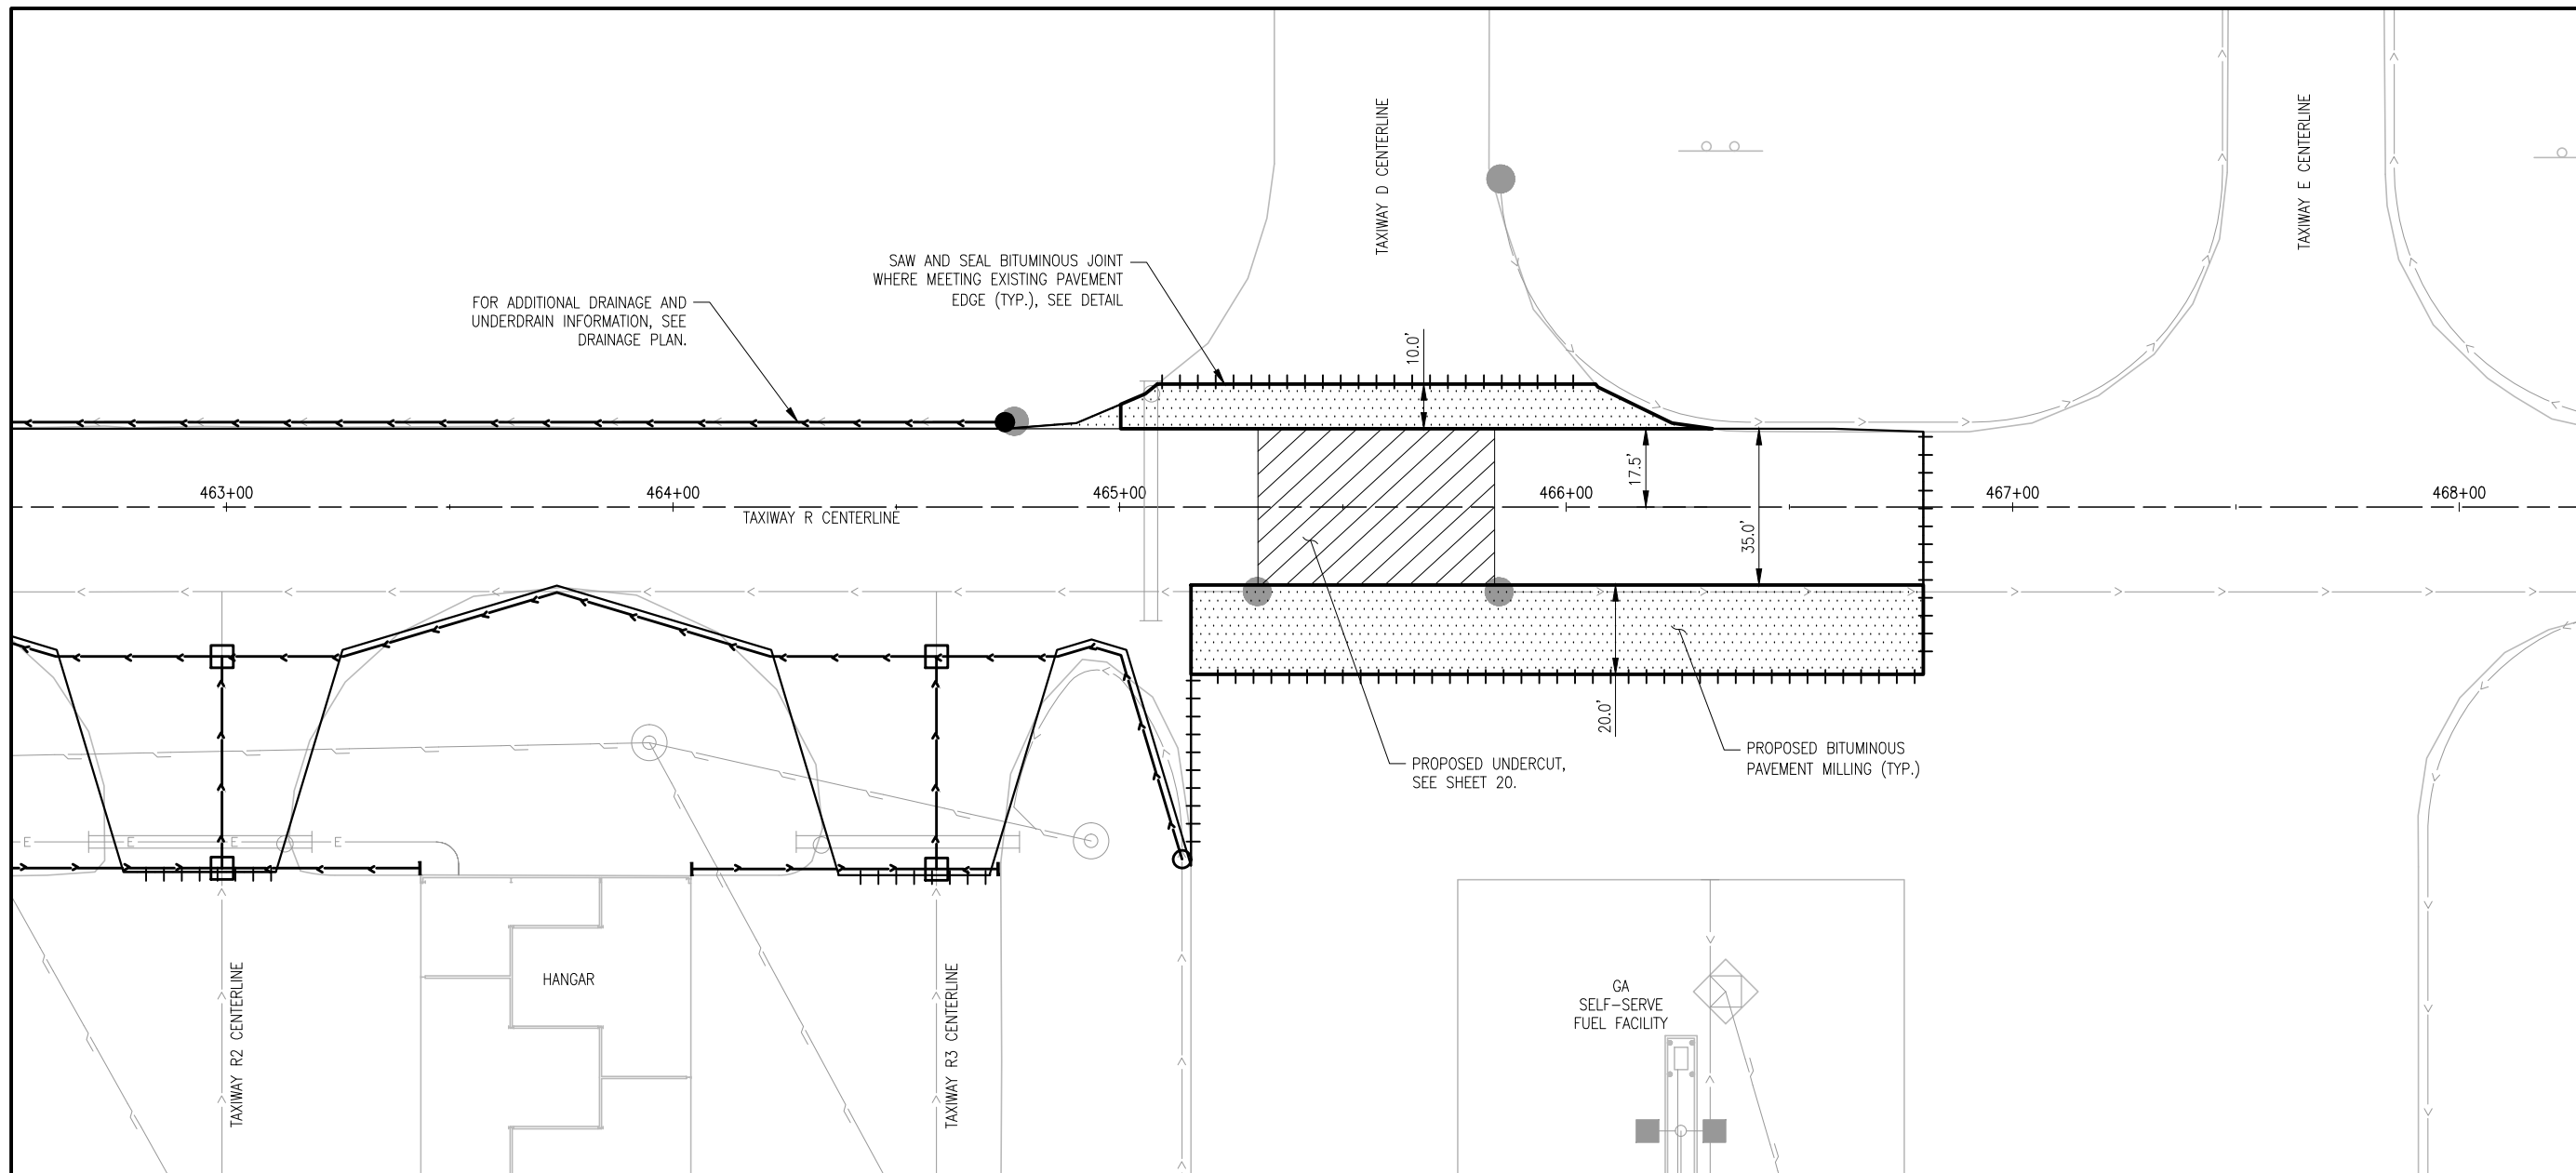 TAXIWAY D CENTERLINE
TAXIWAY E CENTERLINE
SAW AND SEAL BITUMINOUS JOINT
WHERE MEETING EXISTING PAVEMENT
EDGE (TYP.), SEE DETAIL
FOR ADDITIONAL DRAINAGE AND
UNDERDRAIN INFORMATION, SEE
DRAINAGE PLAN.
10.0'
17.5'
35.0'
463+00
464+00
465+00
466+00
467+00
468+00
TAXIWAY R CENTERLINE
20.0'
PROPOSED UNDERCUT,
SEE SHEET 20.
PROPOSED BITUMINOUS
PAVEMENT MILLING (TYP.)
E
E
E
E
TAXIWAY R2 CENTERLINE
HANGAR
TAXIWAY R3 CENTERLINE
GA
SELF-SERVE
FUEL FACILITY